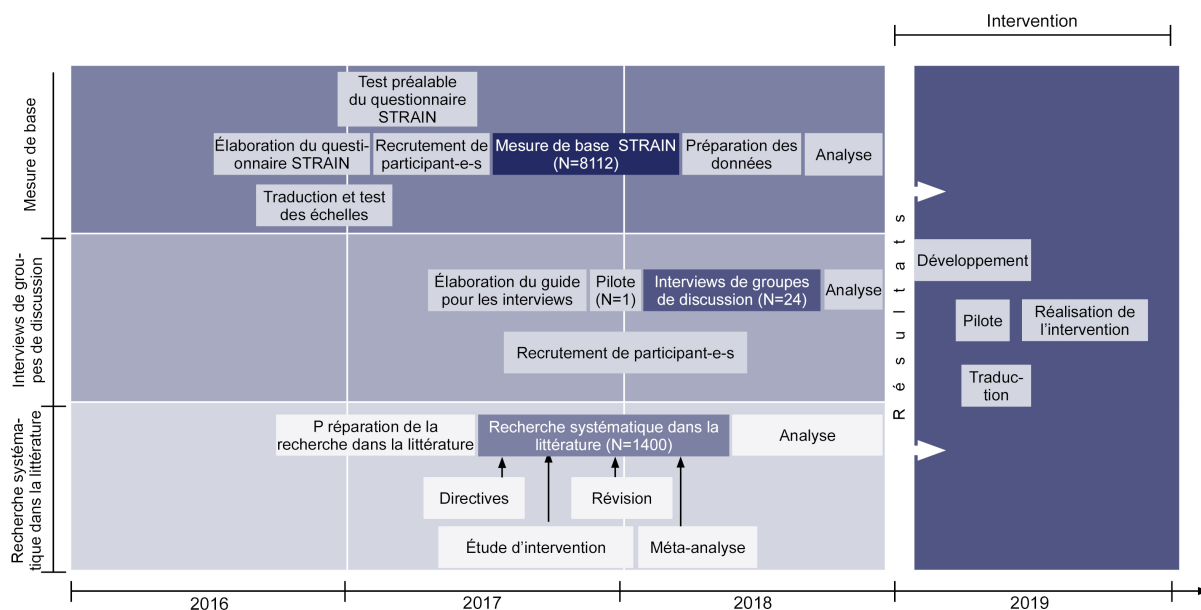 Intervention
Mesure de base
Test préalable
du questionnaire
STRAIN
Élaboration du questi-
onnaire STRAIN
Recrutement de
participant-e-s
Mesure de base STRAIN
(N=8112)
Préparation des
données
Analyse
Traduction et test
des échelles
Interviews de grou-
pes de discussion
Élaboration du guide
pour les interviews
Pilote
(N=1)
Interviews de groupes
de discussion (N=24)
Analyse
Recrutement de participant-e-s
Recherche systéma-
tique dans la littérature
P réparation de la
recherche dans la littérature
Recherche systématique dans la
littérature (N=1400)
Analyse
Directives
Révision
Étude d’intervention
Méta-analyse
Résultats
Développement
Pilote
Réalisation de
l’intervention
Traduc-
tion
2016
2017
2018
2019